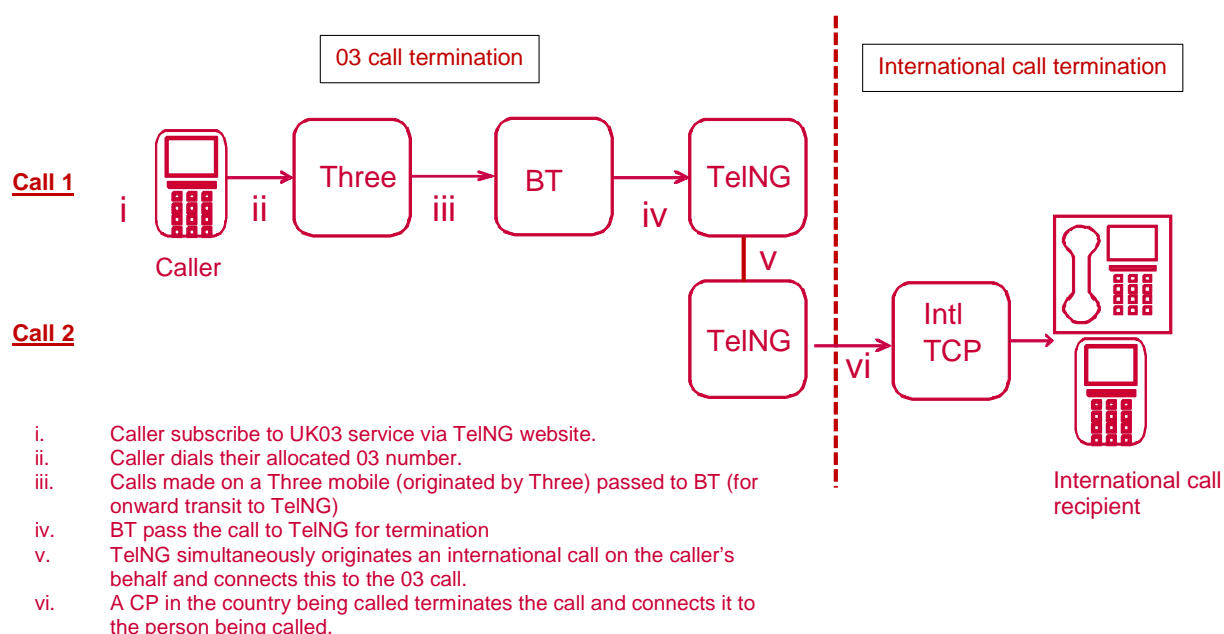 03 call termination
International call termination
Call 1
i
ii
Three
iii
BT
iv
TelNG
v
Caller
Call 2
TelNG
vi
Intl
TCP
International call
recipient
i. Caller subscribe to UK03 service via TelNG website.
ii. Caller dials their allocated 03 number.
iii. Calls made on a Three mobile (originated by Three) passed to BT (for
onward transit to TelNG)
iv. BT pass the call to TelNG for termination
v. TelNG simultaneously originates an international call on the caller's
behalf and connects this to the 03 call.
vi. A CP in the country being called terminates the call and connects it to
the person being called.